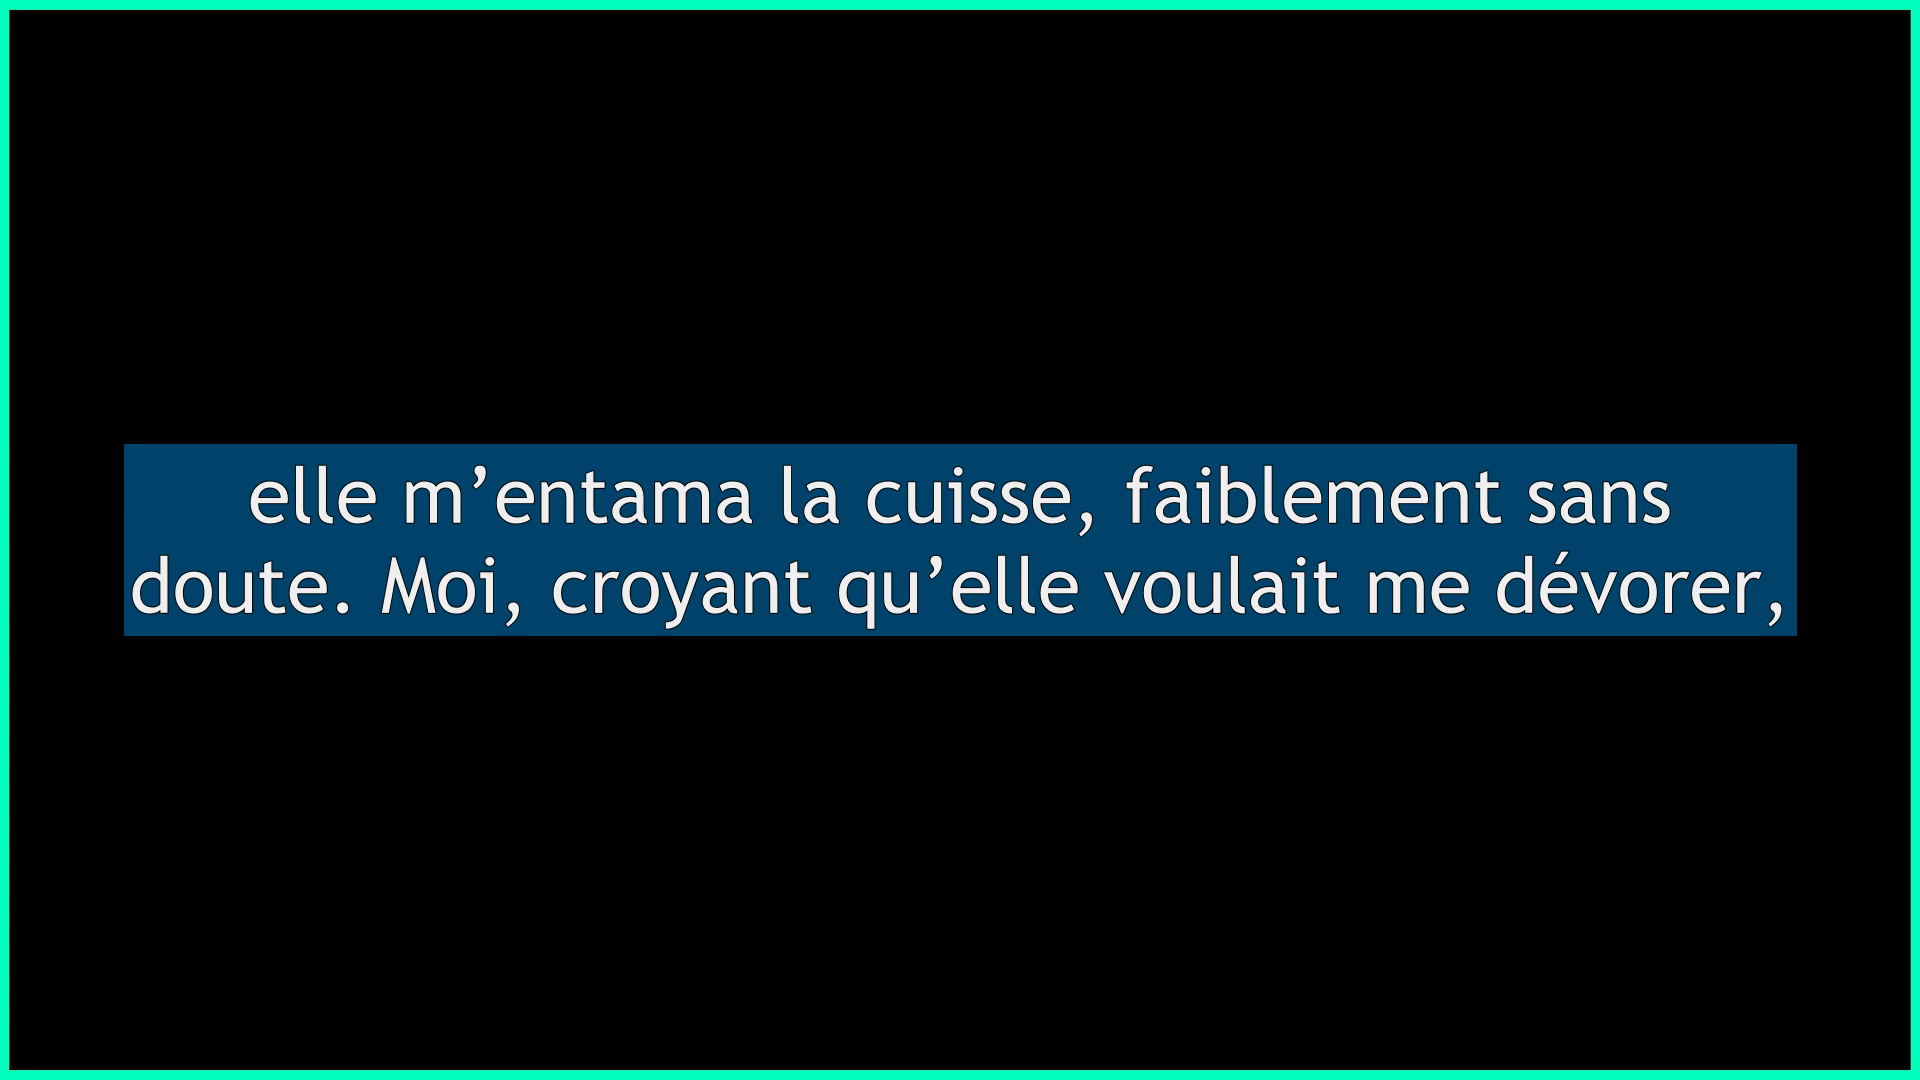 elle m’entama la cuisse, faiblement sans
doute. Moi, croyant qu’elle voulait me dévorer,